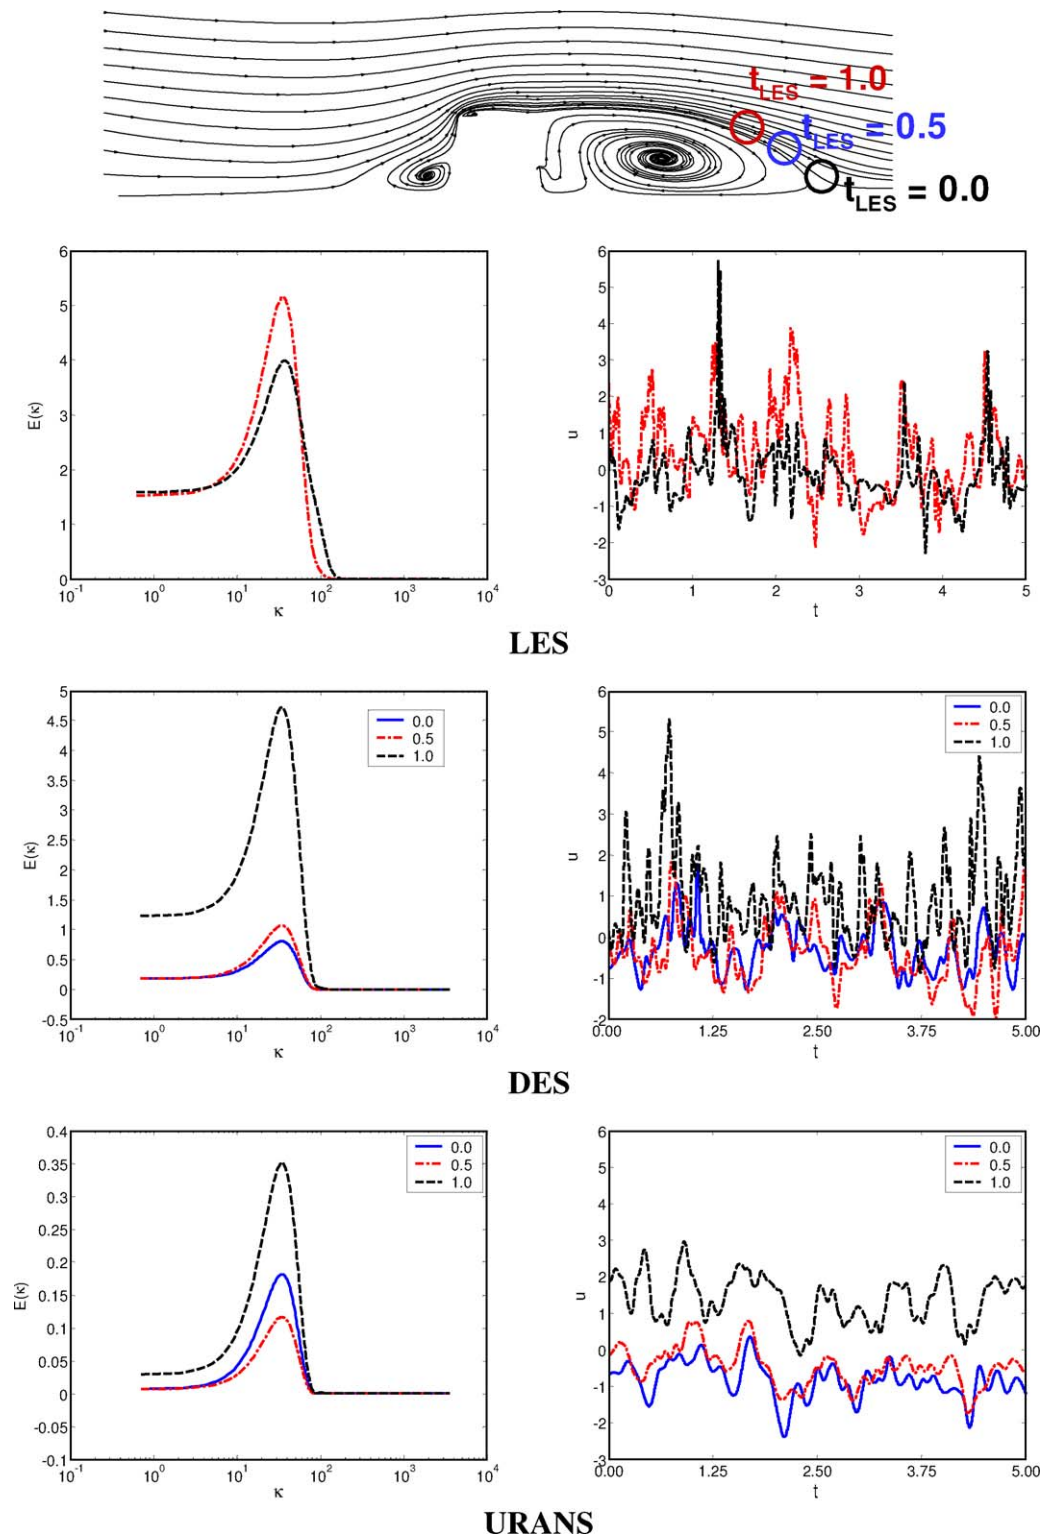 t_LES = 1.0
t_LES = 0.5
t_LES = 0.0
6
5
4
3
2
1
0
E(κ)
10^-1 10^0 10^1 10^2 10^3 10^4
κ
6
5
4
3
2
1
0
-1
-2
-3
u
0 1 2 3 4 5
t
LES
5
4.5
4
3.5
3
2.5
2
1.5
1
0.5
0
-0.5
E(κ)
0.0
0.5
1.0
10^-1 10^0 10^1 10^2 10^3 10^4
κ
6
5
4
3
2
1
0
-1
-2
u
0.0
0.5
1.0
0.00 1.25 2.50 3.75 5.00
t
DES
0.4
0.35
0.3
0.25
0.2
0.15
0.1
0.05
0
-0.05
-0.1
E(κ)
0.0
0.5
1.0
10^-1 10^0 10^1 10^2 10^3 10^4
κ
6
5
4
3
2
1
0
-1
-2
-3
u
0.0
0.5
1.0
0.00 1.25 2.50 3.75 5.00
t
URANS